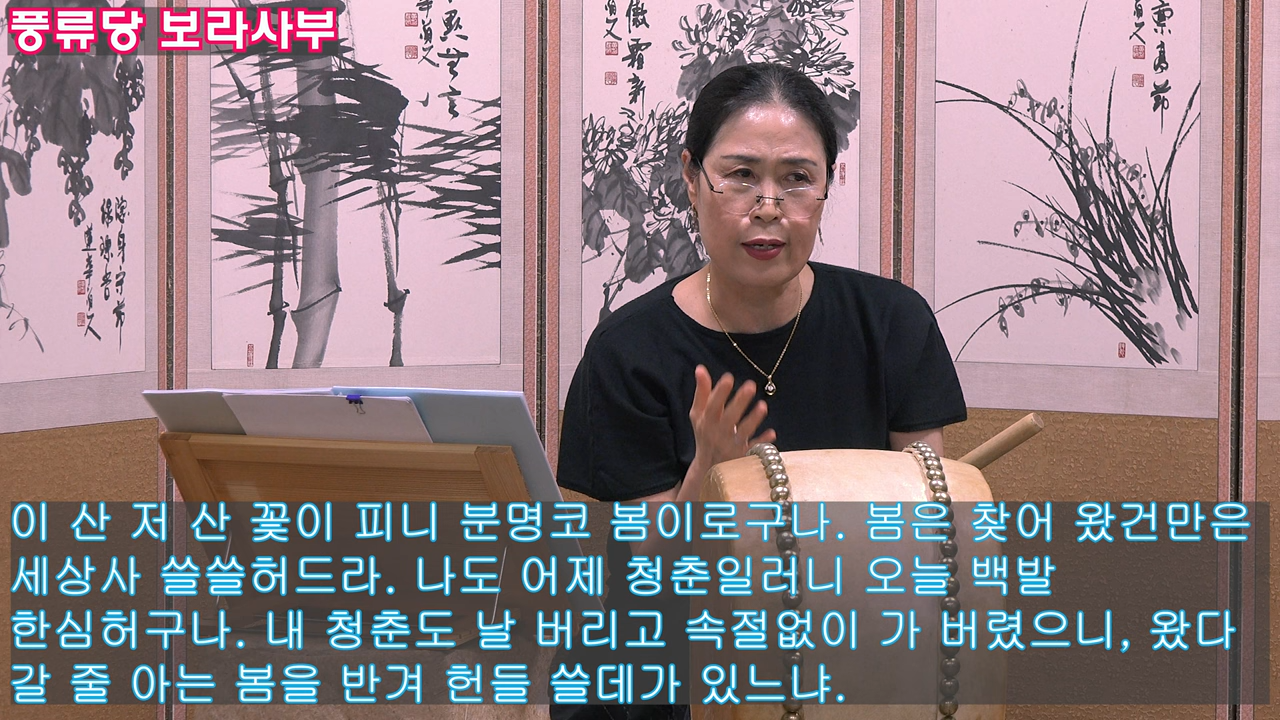 풍류당 보라사부
이 산 저 산 꽃이 피니 분명코 봄이로구나. 봄은 찾어 왔건만은
세상사 쓸쓸허드라. 나도 어제 청춘일러니 오늘 백발
한심허구나. 내 청춘도 날 버리고 속절없이 가 버렸으니, 왔다
갈 줄 아는 봄을 반겨 헌들 쓸데가 있느냐.